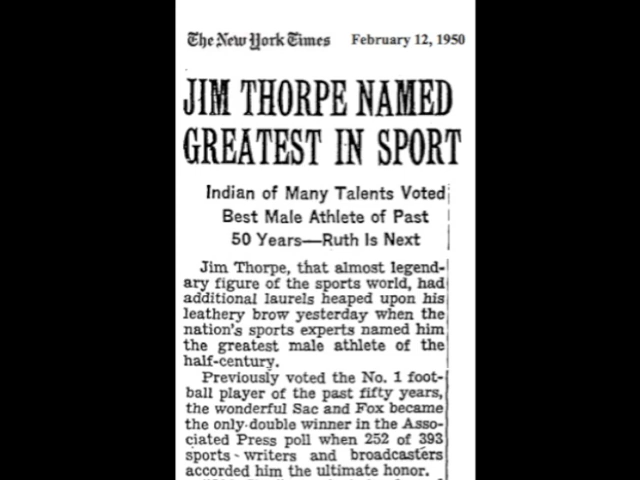 The New York Times February 12, 1950
JIM THORPE NAMED
GREATEST IN SPORT
Indian of Many Talents Voted
Best Male Athlete of Past
50 Years—Ruth Is Next
Jim Thorpe, that almost legend-
ary figure of the sports world, had
additional laurels heaped upon his
leathery brow yesterday when the
nation's sports experts named him
the greatest male athlete of the
half-century.
Previously voted the No. 1 foot-
ball player of the past fifty years,
the wonderful Sac and Fox became
the only double winner in the Asso-
ciated Press poll when 252 of 393
sports - writers and broadcasters
accorded him the ultimate honor.